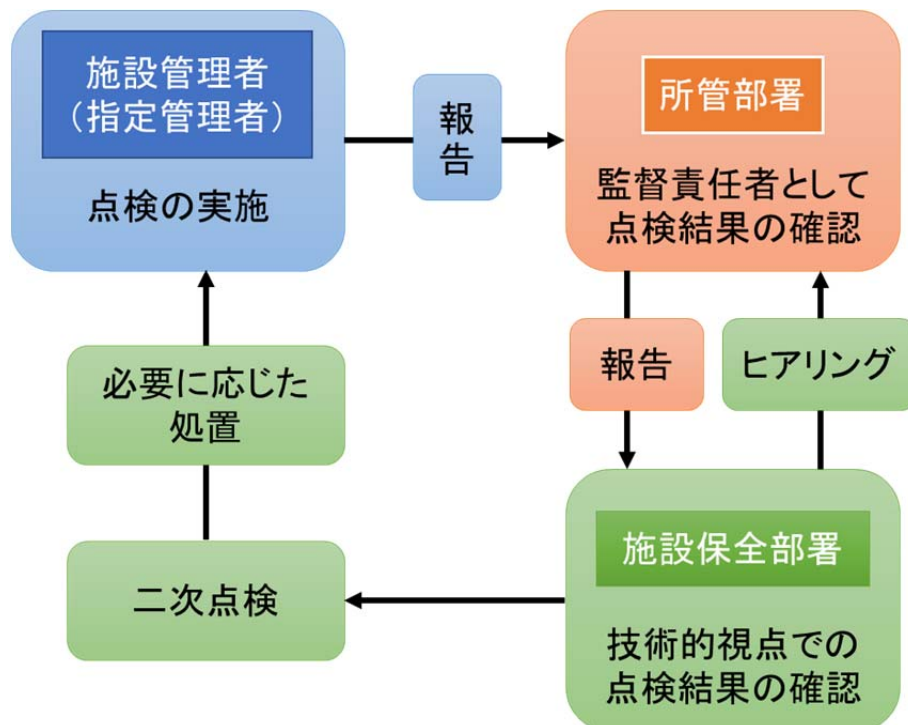 施設管理者
（指定管理者）
点検の実施
報
告
所管部署
監督責任者として
点検結果の確認
報告
ヒアリング
必要に応じた
処置
施設保全部署
技術的視点での
点検結果の確認
二次点検